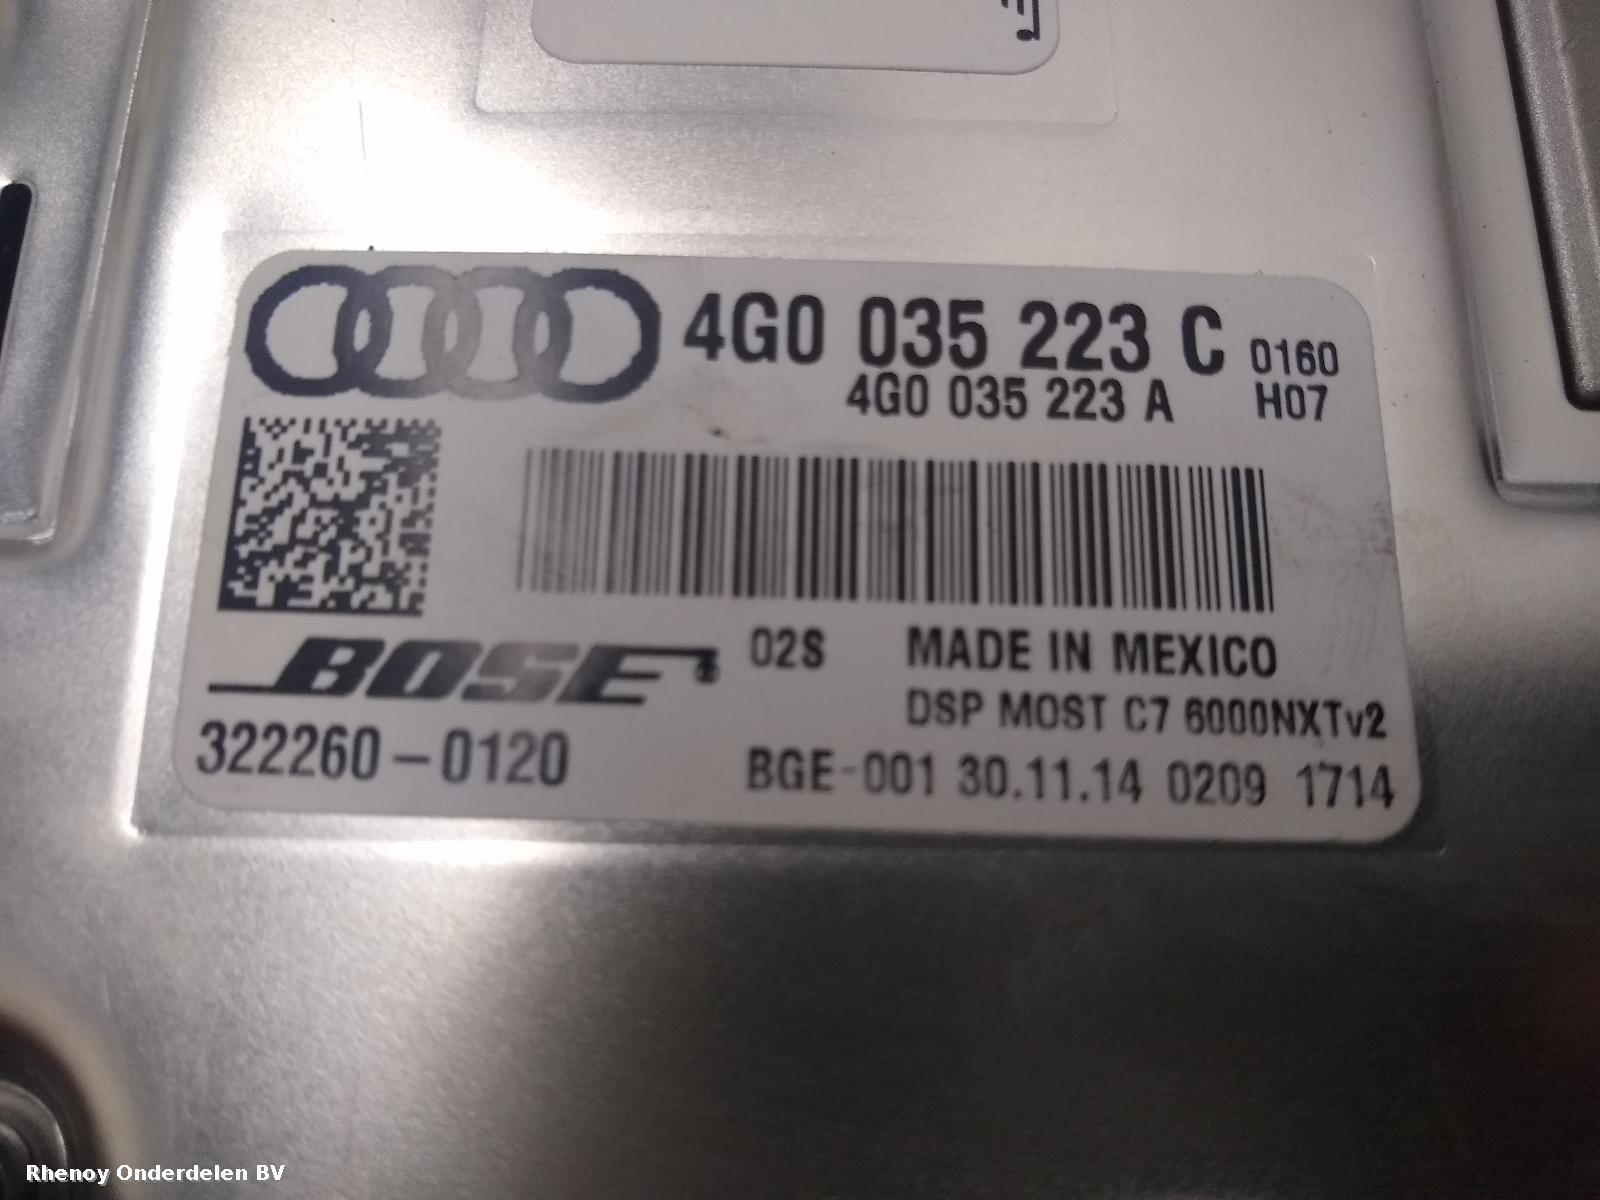 4G0 035 223 C 0160
4G0 035 223 A H07
BOSE 02S MADE IN MEXICO
DSP MOST C7 6000NXTv2
322260-0120 BGE-001 30.11.14 0209 1714
Rhenoy Onderdelen BV